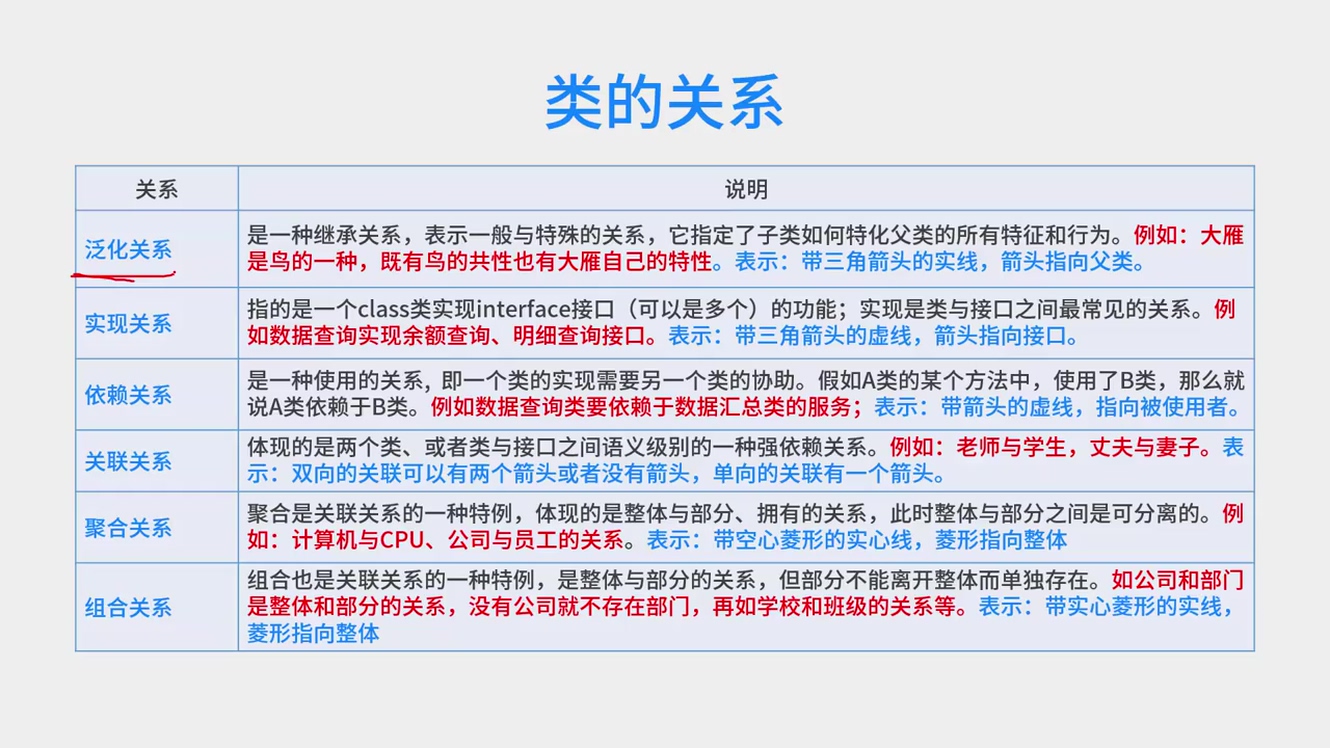 类的关系
关系
说明
泛化关系
是一种继承关系，表示一般与特殊的关系，它指定了子类如何特化父类的所有特征和行为。例如：大雁
是鸟的一种，既有鸟的共性也有大雁自己的特性。表示：带三角箭头的实线，箭头指向父类。
实现关系
指的是一个class类实现interface接口（可以是多个）的功能；实现是类与接口之间最常见的关系。例
如数据查询实现余额查询、明细查询接口。表示：带三角箭头的虚线，箭头指向接口。
依赖关系
是一种使用的关系, 即一个类的实现需要另一个类的协助。假如A类的某个方法中，使用了B类，那么就
说A类依赖于B类。例如数据查询类要依赖于数据汇总类的服务；表示：带箭头的虚线，指向被使用者。
关联关系
体现的是两个类、或者类与接口之间语义级别的一种强依赖关系。例如：老师与学生，丈夫与妻子。表
示：双向的关联可以有两个箭头或者没有箭头，单向的关联有一个箭头。
聚合关系
聚合是关联关系的一种特例，体现的是整体与部分、拥有的关系，此时整体与部分之间是可分离的。例
如：计算机与CPU、公司与员工的关系。表示：带空心菱形的实心线，菱形指向整体
组合关系
组合也是关联关系的一种特例，是整体与部分的关系，但部分不能离开整体而单独存在。如公司和部门
是整体和部分的关系，没有公司就不存在部门，再如学校和班级的关系等。表示：带实心菱形的实线，
菱形指向整体